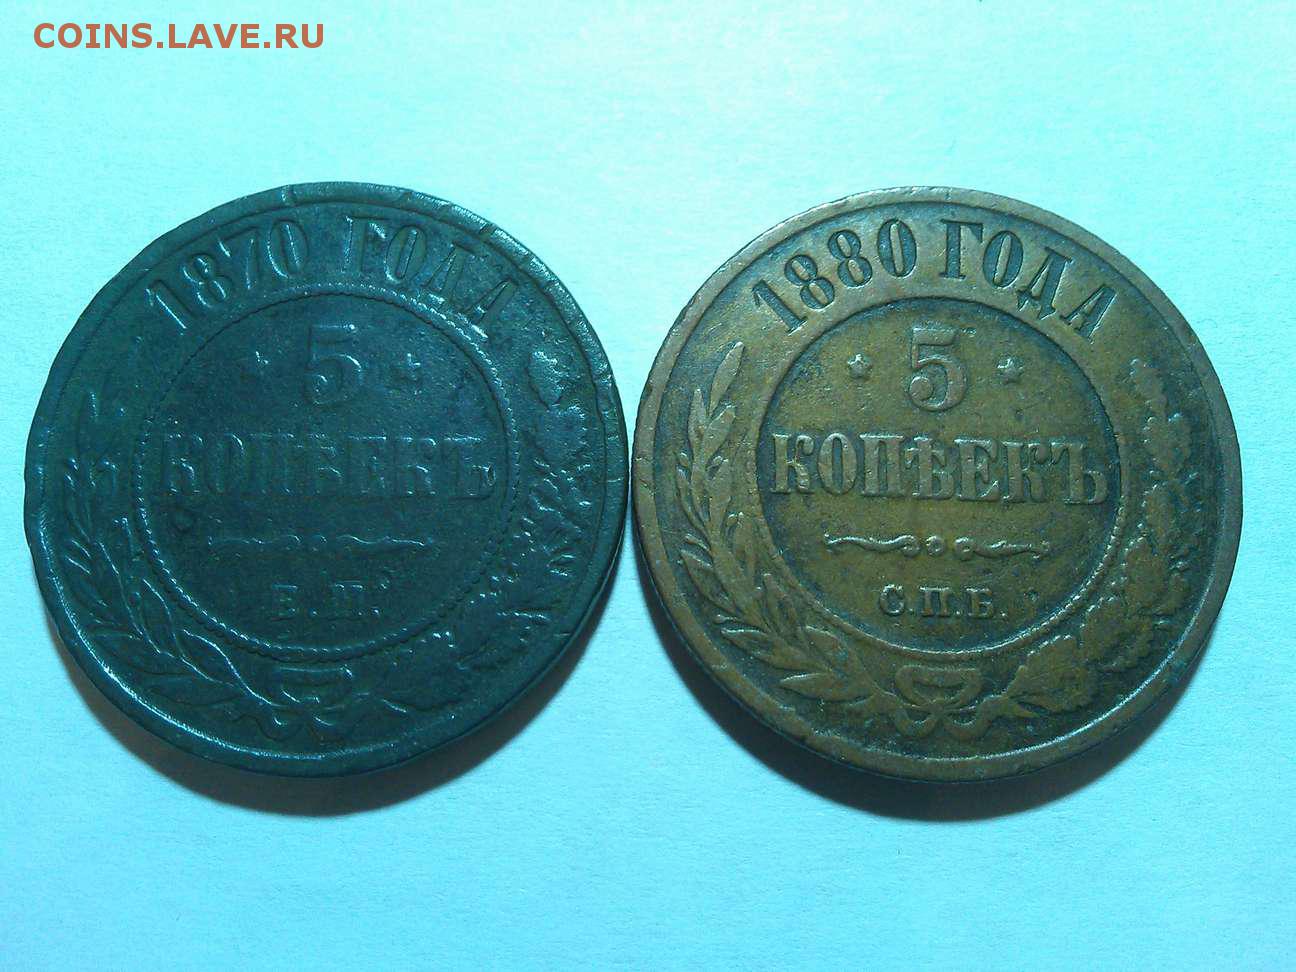 COINS.LAVE.RU
1870 ГОДА
5
КОПѢЕКЪ
Е.М.
1880 ГОДА
5
КОПѢЕКЪ
С.П.Б.